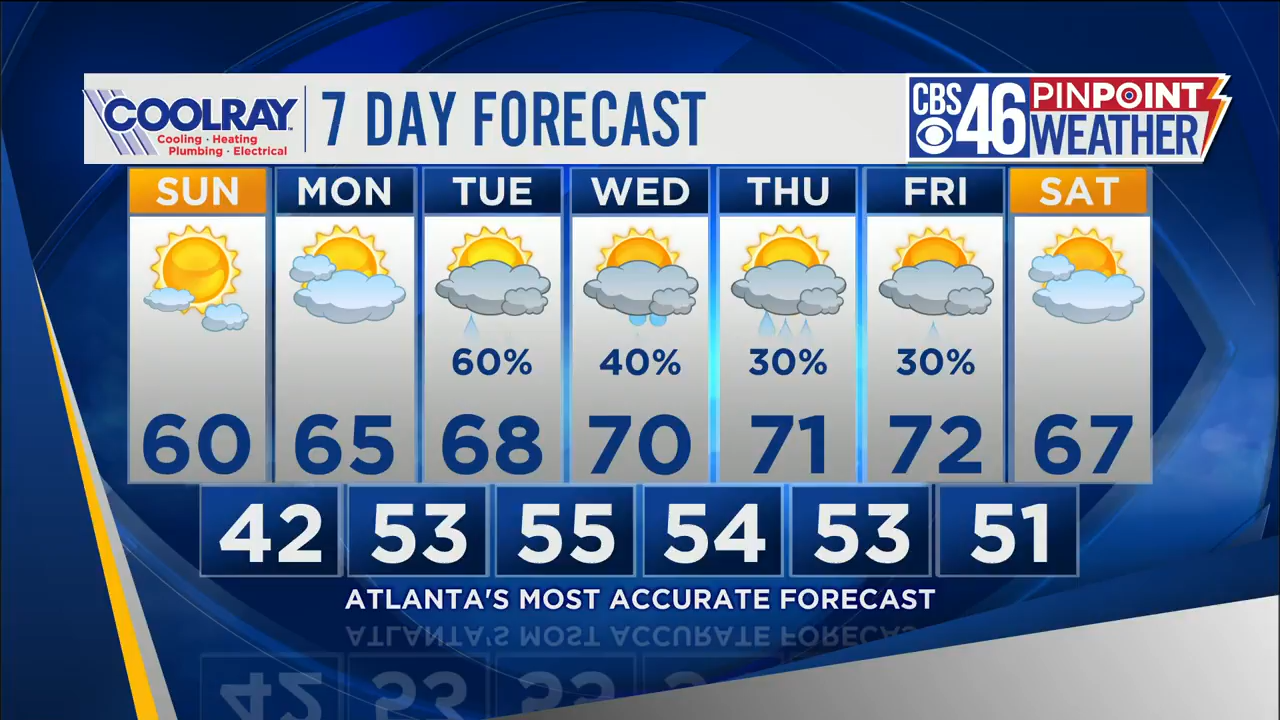 COOLRAY
Cooling · Heating
Plumbing · Electrical
7 DAY FORECAST
CBS 46 PINPOINT WEATHER
SUN MON TUE WED THU FRI SAT
60% 40% 30% 30%
60 65 68 70 71 72 67
42 53 55 54 53 51
ATLANTA'S MOST ACCURATE FORECAST